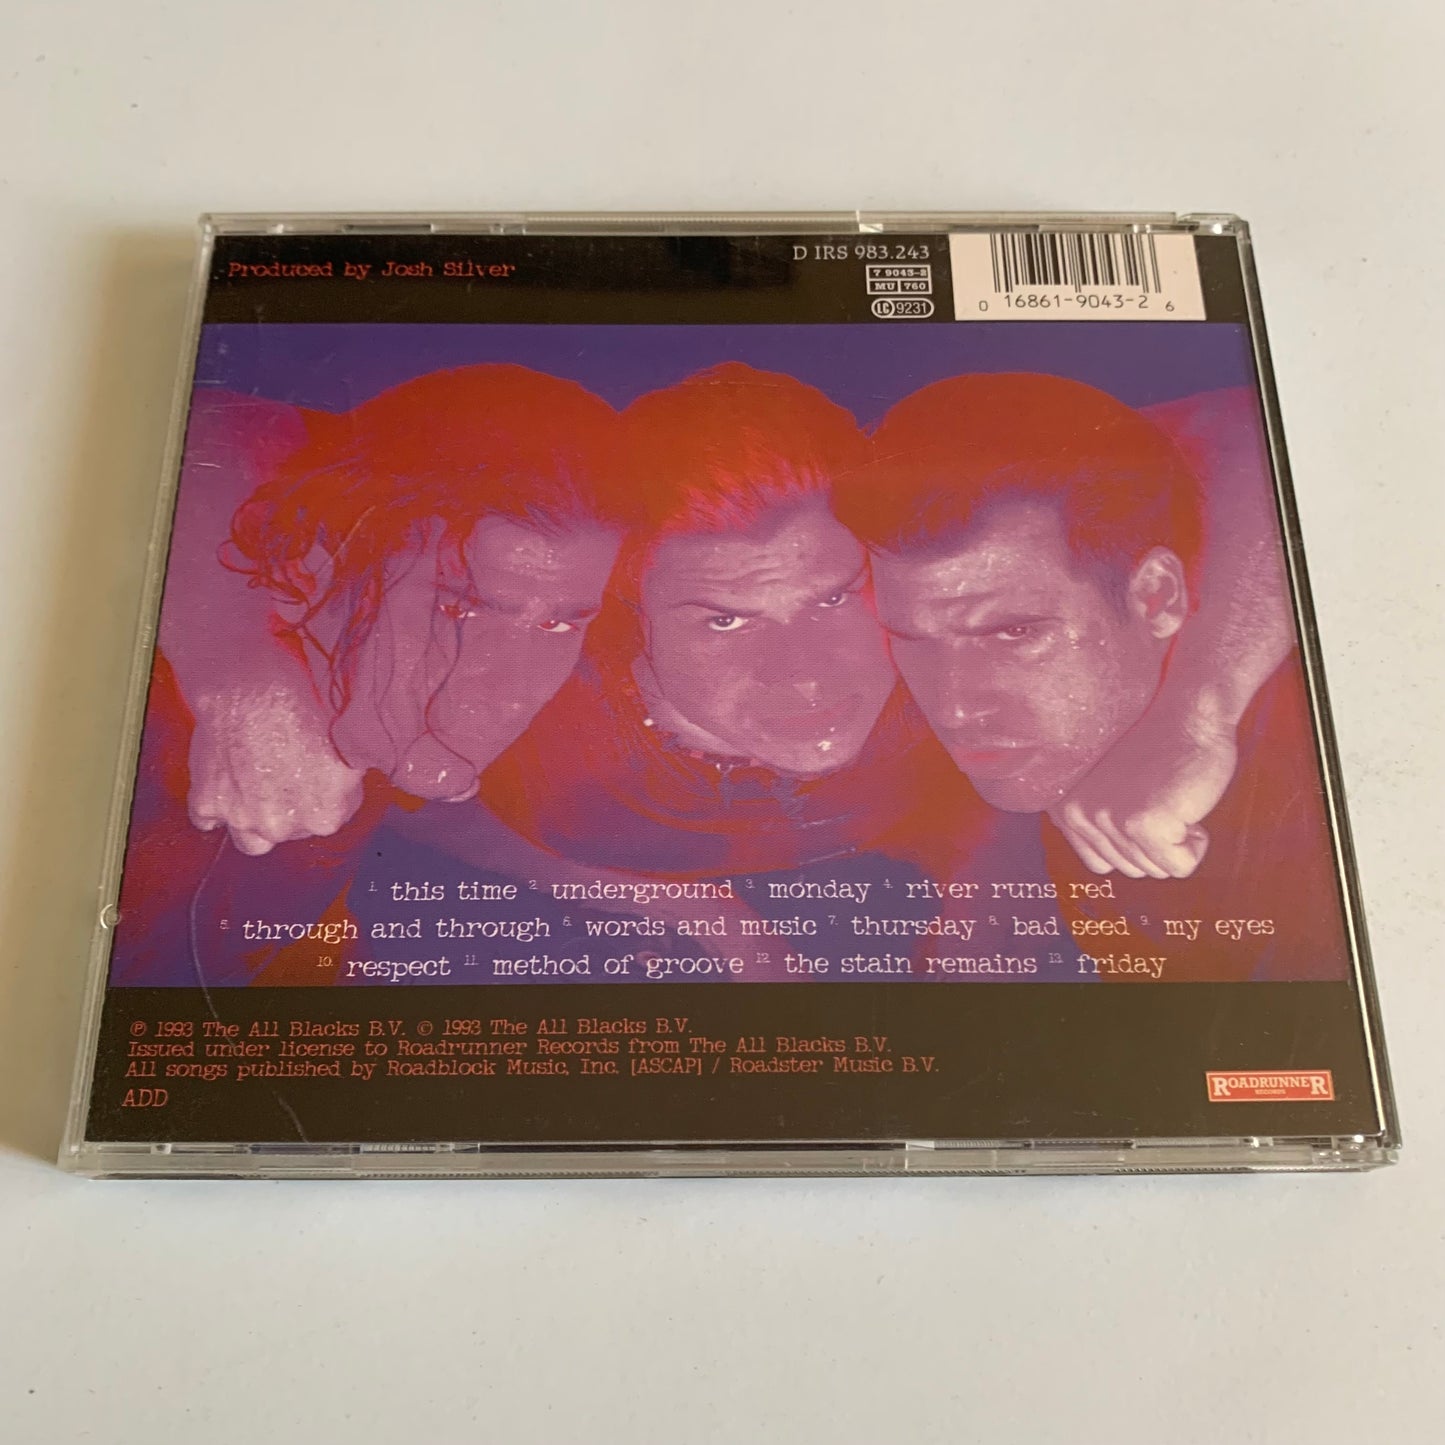 Produced by Josh Silver
D IRS 983.243
7 9043-2
MU 760
LC 9231
0 16861-9043-2 6
1. this time 2. underground 3. monday 4. river runs red
5. through and through 6. words and music 7. thursday 8. bad seed 9. my eyes
10. respect 11. method of groove 12. the stain remains 13. friday
℗ 1993 The All Blacks B.V. © 1993 The All Blacks B.V.
Issued under license to Roadrunner Records from The All Blacks B.V.
All songs published by Roadblock Music, Inc. [ASCAP] / Roadster Music B.V.
ADD
ROADRUNNER
RECORDS